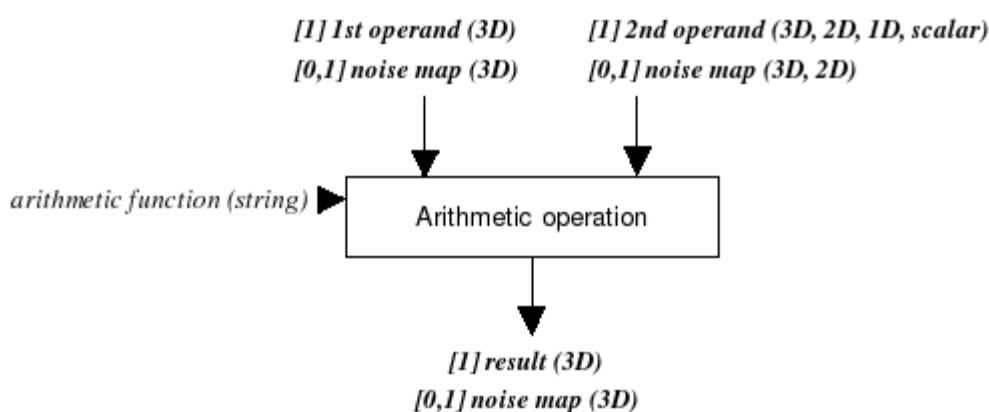 [1] 1st operand (3D)
[1] 2nd operand (3D, 2D, 1D, scalar)
[0,1] noise map (3D)
[0,1] noise map (3D, 2D)
arithmetic function (string)
Arithmetic operation
[1] result (3D)
[0,1] noise map (3D)